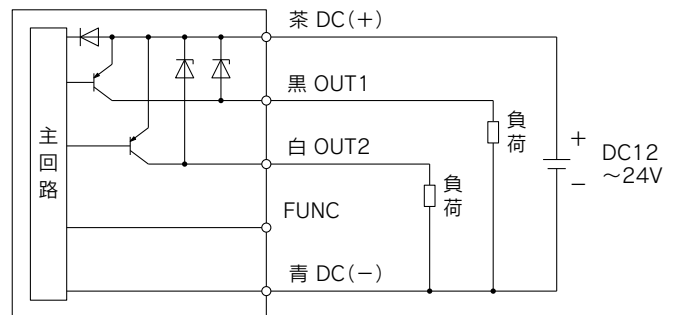 茶 DC(+)
黒 OUT1
主回路
負荷
+
DC12
～24V
−
白 OUT2
負荷
FUNC
青 DC(−)